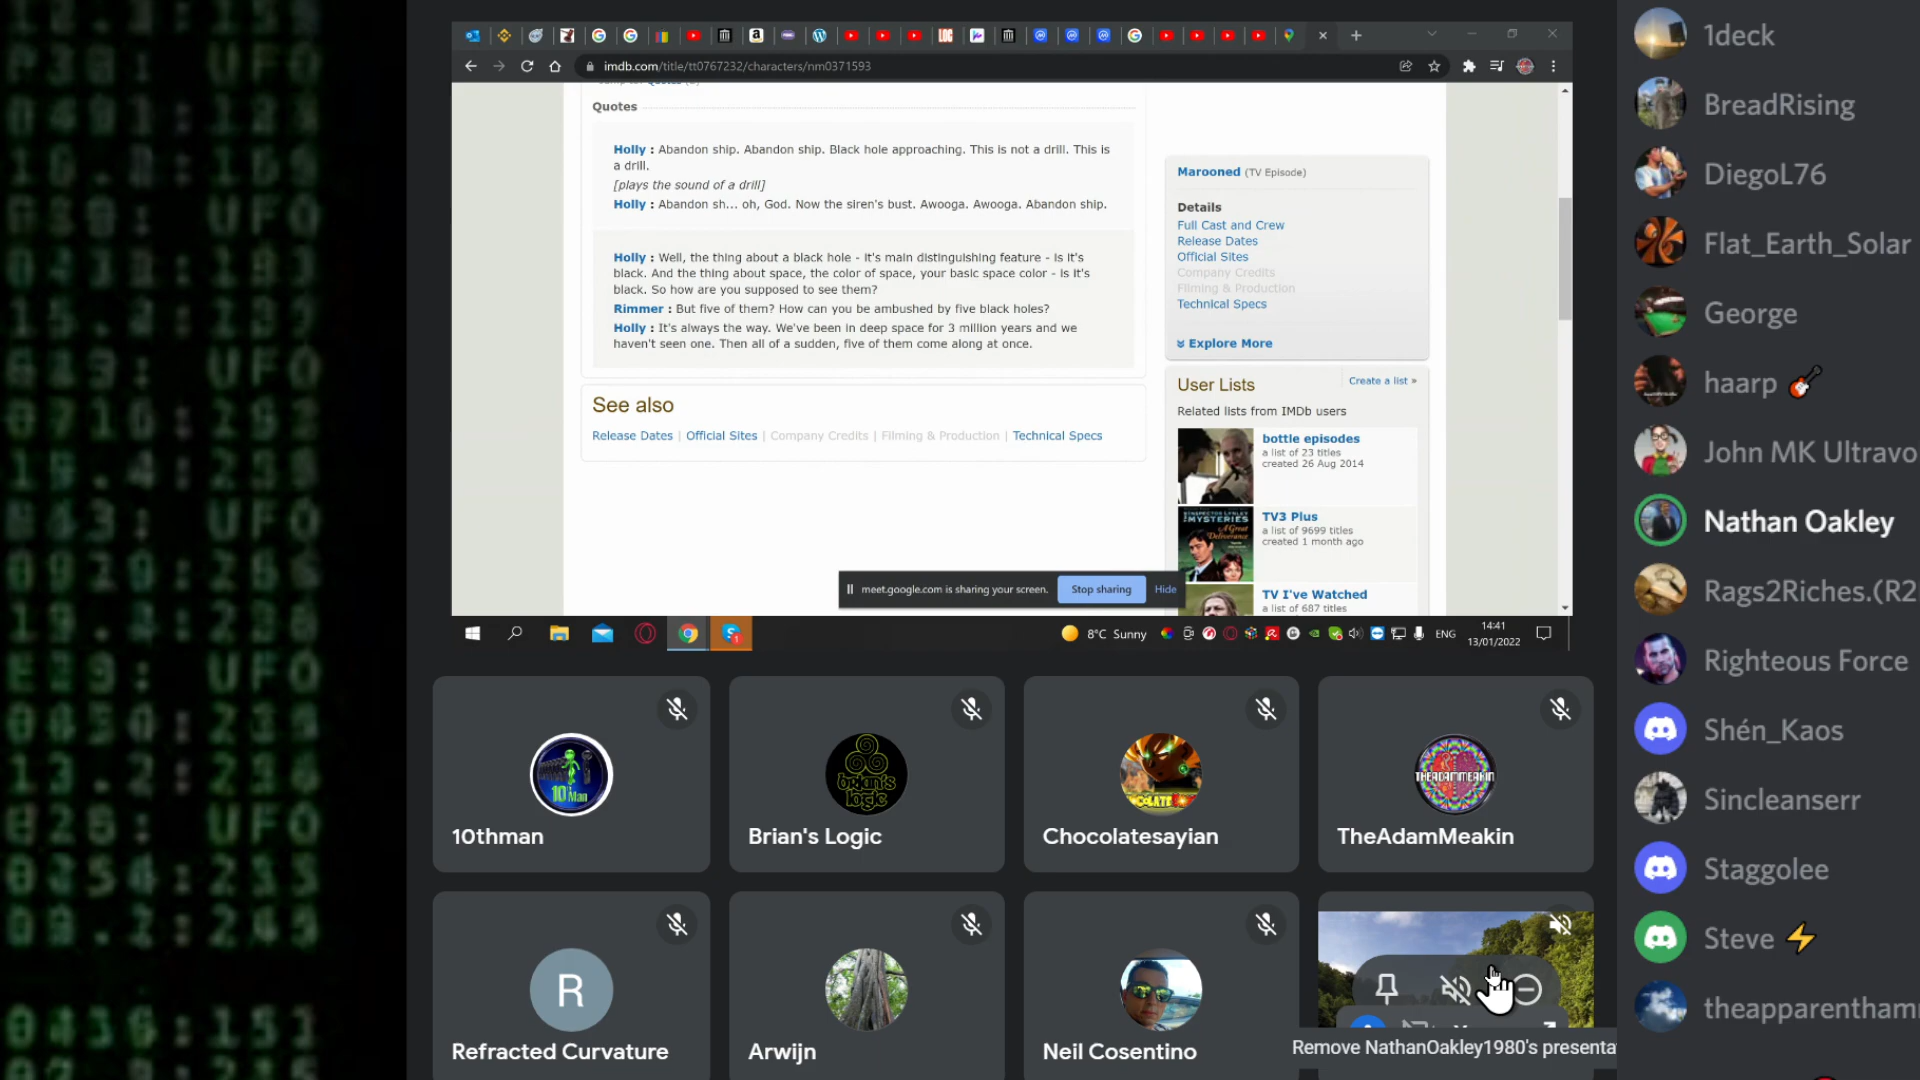 imdb.com/title/tt0767232/characters/nm0371593
Quotes
Holly : Abandon ship. Abandon ship. Black hole approaching. This is not a drill. This is
a drill.
[plays the sound of a drill]
Holly : Abandon sh... oh, God. Now the siren's bust. Awooga. Awooga. Abandon ship.
Holly : Well, the thing about a black hole - it's main distinguishing feature - is it's
black. And the thing about space, the color of space, your basic space color - is it's
black. So how are you supposed to see them?
Rimmer : But five of them? How can you be ambushed by five black holes?
Holly : It's always the way. We've been in deep space for 3 million years and we
haven't seen one. Then all of a sudden, five of them come along at once.
See also
Release Dates | Official Sites | Company Credits | Filming & Production | Technical Specs
Marooned (TV Episode)
Details
Full Cast and Crew
Release Dates
Official Sites
Company Credits
Filming & Production
Technical Specs
Explore More
User Lists
Create a list »
Related lists from IMDb users
bottle episodes
a list of 23 titles
created 26 Aug 2014
MYSTERIES
A Great
Deliverance
TV3 Plus
a list of 9699 titles
created 1 month ago
TV I've Watched
a list of 687 titles
meet.google.com is sharing your screen.
Stop sharing
Hide
8°C Sunny
ENG
14:41
13/01/2022
10thman
Brian's Logic
Chocolatesayian
TheAdamMeakin
Refracted Curvature
R
Arwijn
Neil Cosentino
Remove NathanOakley1980's presenta
1deck
BreadRising
DiegoL76
Flat_Earth_Solar
George
haarp
John MK Ultravo
Nathan Oakley
Rags2Riches.(R2
Righteous Force
Shén_Kaos
Sincleanserr
Staggolee
Steve
theapparentham